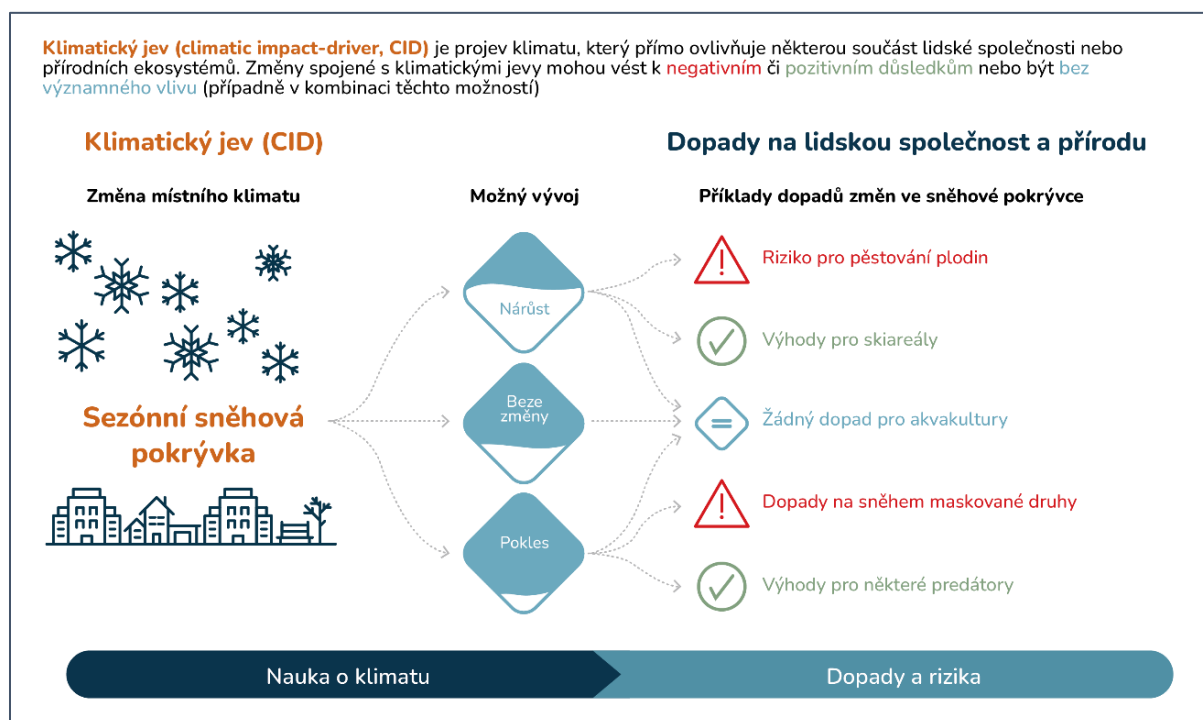 Klimatický jev (climatic impact-driver, CID) je projev klimatu, který přímo ovlivňuje některou součást lidské společnosti nebo
přírodních ekosystémů. Změny spojené s klimatickými jevy mohou vést k negativním či pozitivním důsledkům nebo být bez
významného vlivu (případně v kombinaci těchto možností)
Klimatický jev (CID)
Dopady na lidskou společnost a přírodu
Změna místního klimatu
Možný vývoj
Příklady dopadů změn ve sněhové pokrývce
Sezónní sněhová
pokrývka
Nárůst
Beze
změny
Pokles
Riziko pro pěstování plodin
Výhody pro skiareály
Žádný dopad pro akvakultury
Dopady na sněhem maskované druhy
Výhody pro některé predátory
Nauka o klimatu
Dopady a rizika